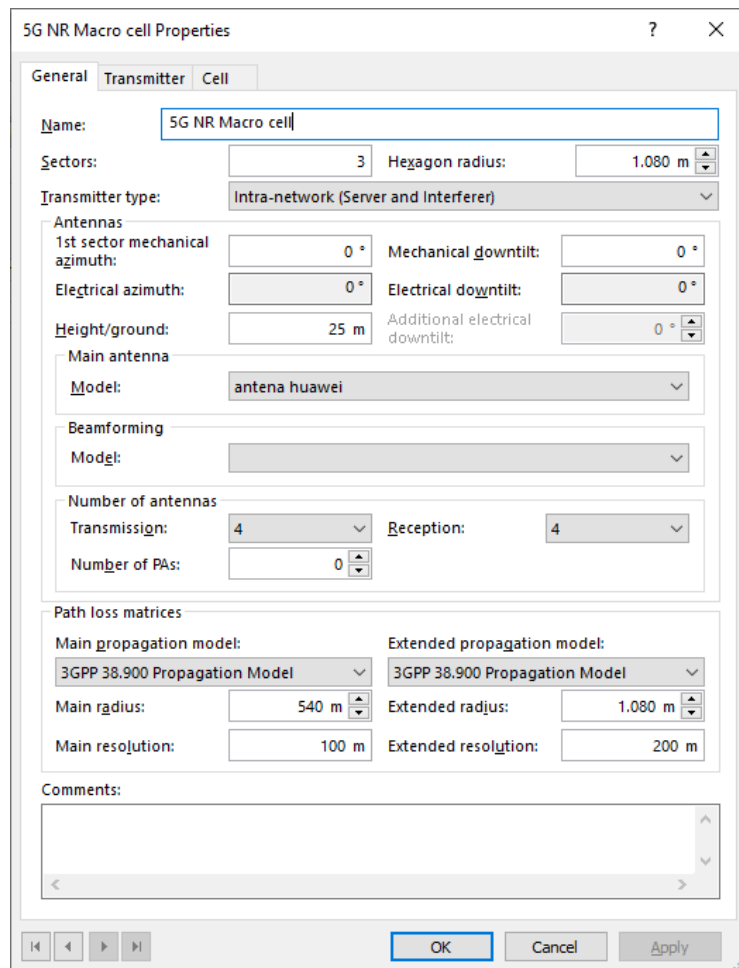 5G NR Macro cell Properties ?
General Transmitter Cell
Name: 5G NR Macro cell
Sectors: 3 Hexagon radius: 1.080 m
Transmitter type: Intra-network (Server and Interferer)
Antennas
1st sector mechanical
azimuth: 0 ° Mechanical downtilt: 0 °
Electrical azimuth: 0 ° Electrical downtilt: 0 °
Height/ground: 25 m Additional electrical
downtilt: 0 °
Main antenna
Model: antena huawei
Beamforming
Model:
Number of antennas
Transmission: 4 Reception: 4
Number of PAs: 0
Path loss matrices
Main propagation model: Extended propagation model:
3GPP 38.900 Propagation Model 3GPP 38.900 Propagation Model
Main radius: 540 m Extended radius: 1.080 m
Main resolution: 100 m Extended resolution: 200 m
Comments:
OK Cancel Apply